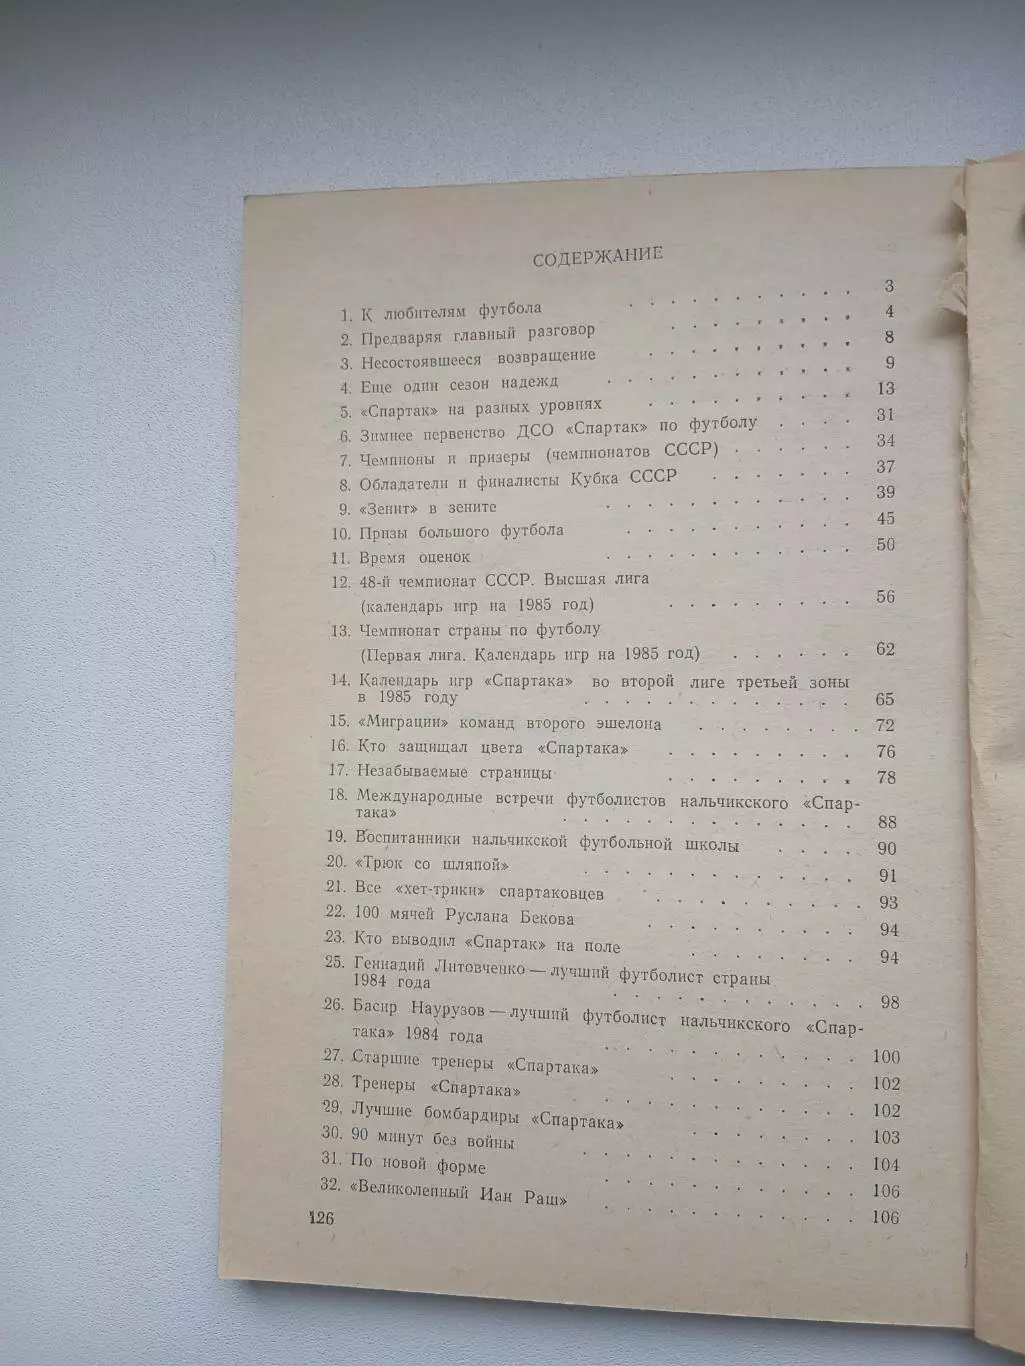 СОДЕРЖАНИЕ
1. К любителям футбола . . . . . . . . . . 3
2. Предваряя главный разговор . . . . . . . . 4
3. Несостоявшееся возвращение . . . . . . . . 8
4. Еще один сезон надежд . . . . . . . . . . 9
5. «Спартак» на разных уровнях . . . . . . . . 13
6. Зимнее первенство ДСО «Спартак» по футболу . . . . 31
7. Чемпионы и призеры (чемпионатов СССР) . . . . . . 34
8. Обладатели и финалисты Кубка СССР . . . . . . 37
9. «Зенит» в зените . . . . . . . . . . 39
10. Призы большого футбола . . . . . . . . . . 45
11. Время оценок . . . . . . . . . . 50
12. 48-й чемпионат СССР. Высшая лига
(календарь игр на 1985 год) . . . . . . . . . 56
13. Чемпионат страны по футболу
(Первая лига. Календарь игр на 1985 год) . . . . . . 62
14. Календарь игр «Спартака» во второй лиге третьей зоны
в 1985 году . . . . . . . . . . 65
15. «Миграции» команд второго эшелона . . . . . . . 72
16. Кто защищал цвета «Спартака» . . . . . . . . . 76
17. Незабываемые страницы . . . . . . . . . 78
18. Международные встречи футболистов нальчикского «Спар-
така» . . . . . . . . . . . . 88
19. Воспитанники нальчикской футбольной школы . . . . 90
20. «Трюк со шляпой» . . . . . . . . . . . 91
21. Все «хет-трики» спартаковцев . . . . . . . . . 93
22. 100 мячей Руслана Бекова . . . . . . . . . 94
23. Кто выводил «Спартак» на поле . . . . . . . . 94
25. Геннадий Литовченко — лучший футболист страны
1984 года . . . . . . . . . . . 98
26. Басир Наурузов — лучший футболист нальчикского «Спар-
така» 1984 года . . . . . . . . . . . 100
27. Старшие тренеры «Спартака» . . . . . . . . . 102
28. Тренеры «Спартака» . . . . . . . . . . . 102
29. Лучшие бомбардиры «Спартака» . . . . . . . . 103
30. 90 минут без войны . . . . . . . . . . . 104
31. По новой форме . . . . . . . . . . . 106
32. «Великолепный Иан Раш» . . . . . . . . . . . 106
126